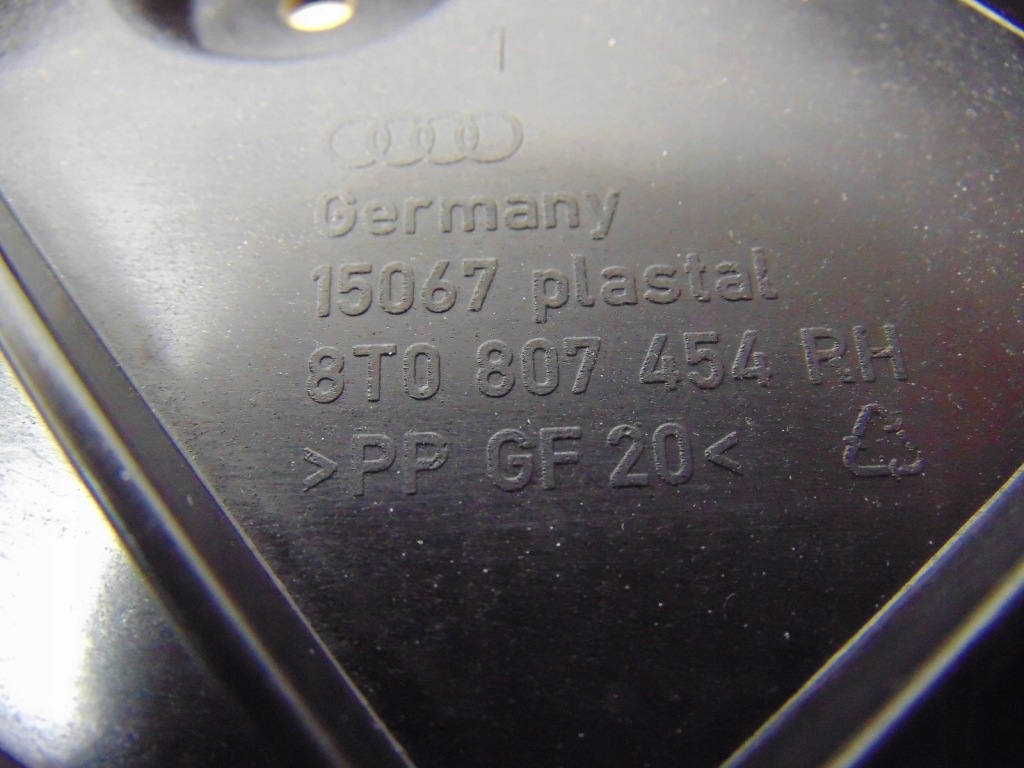 Germany
15067 plastal
8T0 807 454 RH
>PP GF 20<